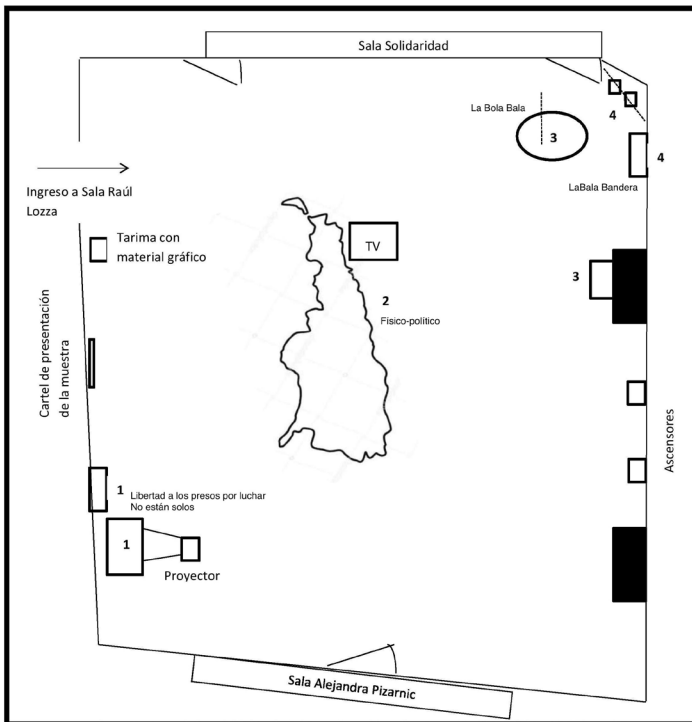 Sala Solidaridad
La Bola Bala
3
4
4
LaBala Bandera
Ingreso a Sala Raúl
Lozza
Tarima con
material gráfico
TV
2
Físico-político
3
Cartel de presentación
de la muestra
Ascensores
1
Libertad a los presos por luchar
No están solos
1
Proyector
Sala Alejandra Pizarnic